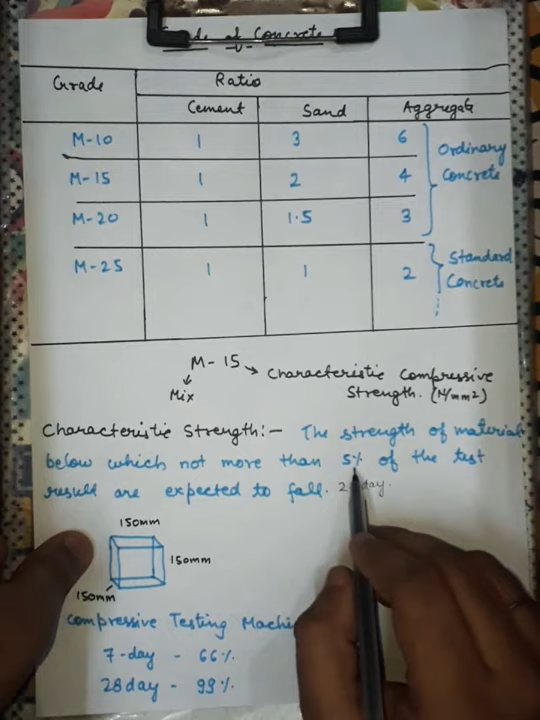 of Concrete
Grade Ratio
Cement Sand Aggregate
M-10 1 3 6
M-15 1 2 4
M-20 1 1.5 3
Ordinary
Concrete
M-25 1 1 2
Standard
Concrete
M-15 → Characteristic Compressive
Strength. (N/mm2)
Mix
Characteristic Strength:- The strength of material
below which not more than 5% of the test
result are expected to fall. day.
150mm
150mm
150mm
Compressive Testing Machi
7-day - 66%
28day - 99%